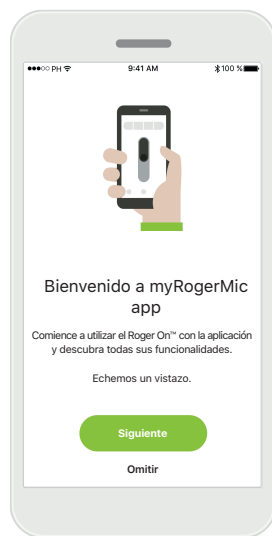 ●●●○○ PH 9:41 AM 100 %
Bienvenido a myRogerMic
app
Comience a utilizar el Roger On™ con la aplicación
y descubra todas sus funcionalidades.
Echemos un vistazo.
Siguiente
Omitir